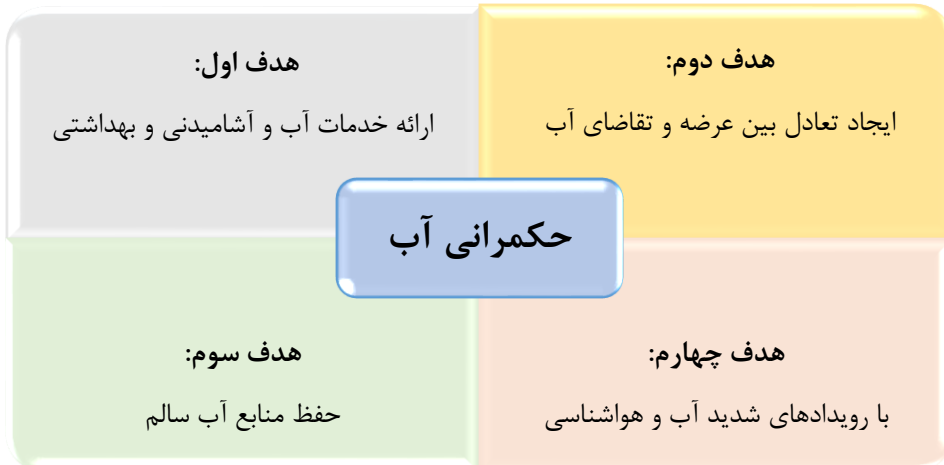 هدف اول:
ارائه خدمات آب و آشامیدنی و بهداشتی
هدف دوم:
ایجاد تعادل بین عرضه و تقاضای آب
حکمرانی آب
هدف سوم:
حفظ منابع آب سالم
هدف چهارم:
با رویدادهای شدید آب و هواشناسی